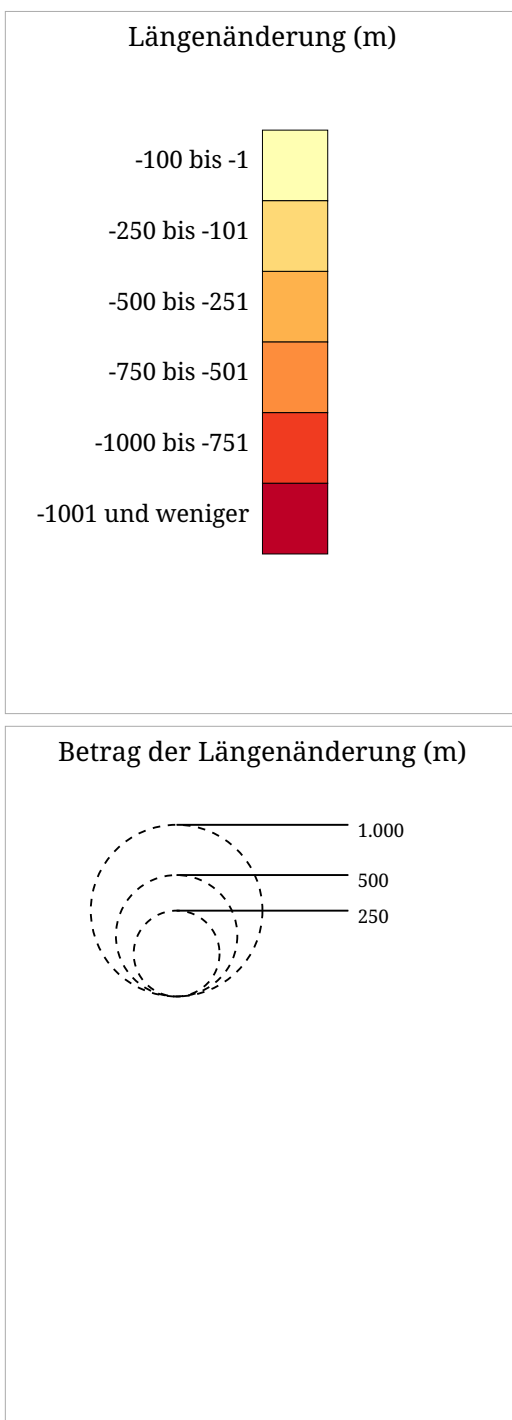 Längenänderung (m)
-100 bis -1
-250 bis -101
-500 bis -251
-750 bis -501
-1000 bis -751
-1001 und weniger
Betrag der Längenänderung (m)
1.000
500
250